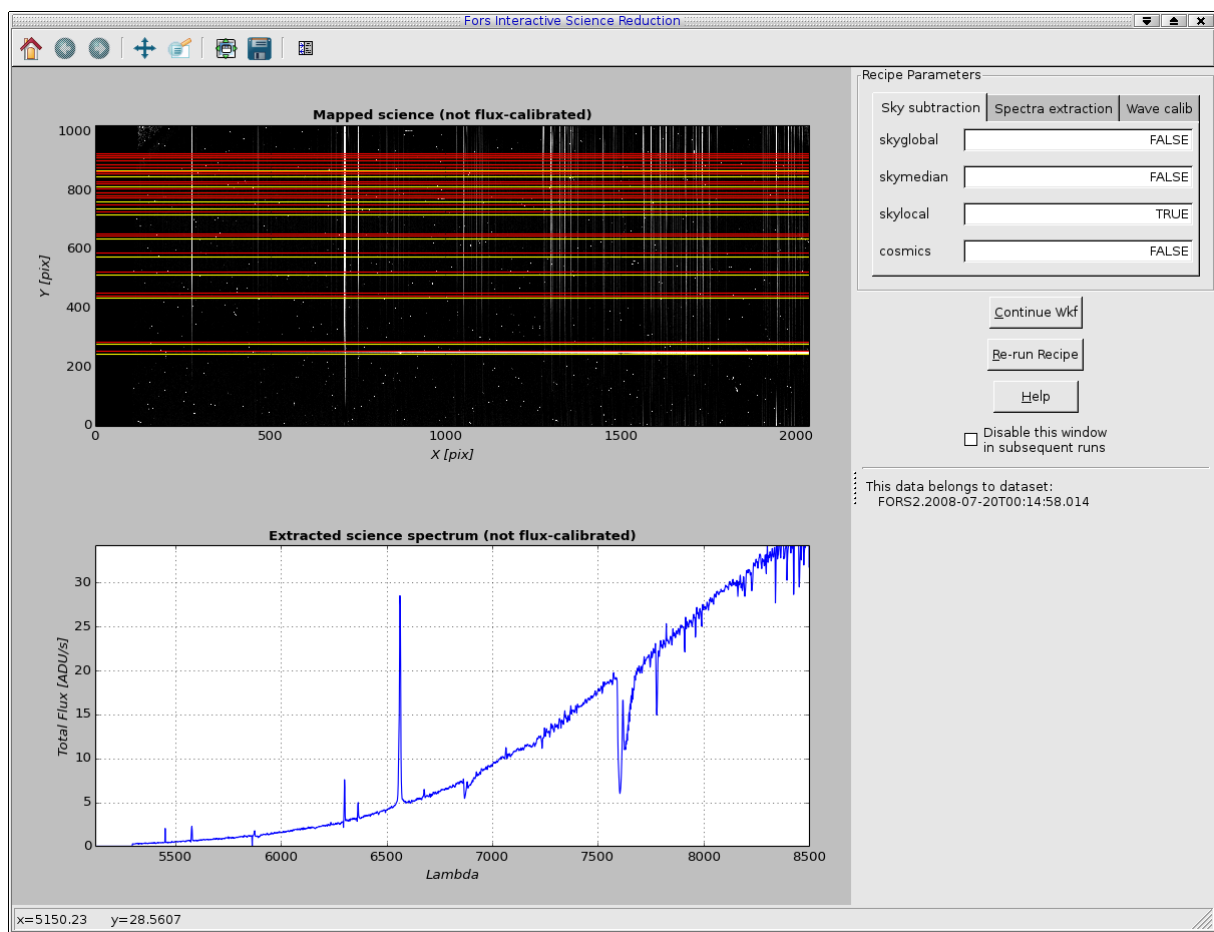 Fors Interactive Science Reduction
Mapped science (not flux-calibrated)
1000
800
600
400
200
0
Y [pix]
0 500 1000 1500 2000
X [pix]
Extracted science spectrum (not flux-calibrated)
30
25
20
15
10
5
0
Total Flux [ADU/s]
5500 6000 6500 7000 7500 8000 8500
Lambda
Recipe Parameters
Sky subtraction Spectra extraction Wave calib
skyglobal FALSE
skymedian FALSE
skylocal TRUE
cosmics FALSE
Continue Wkf
Re-run Recipe
Help
Disable this window
in subsequent runs
This data belongs to dataset:
FORS2.2008-07-20T00:14:58.014
x=5150.23 y=28.5607